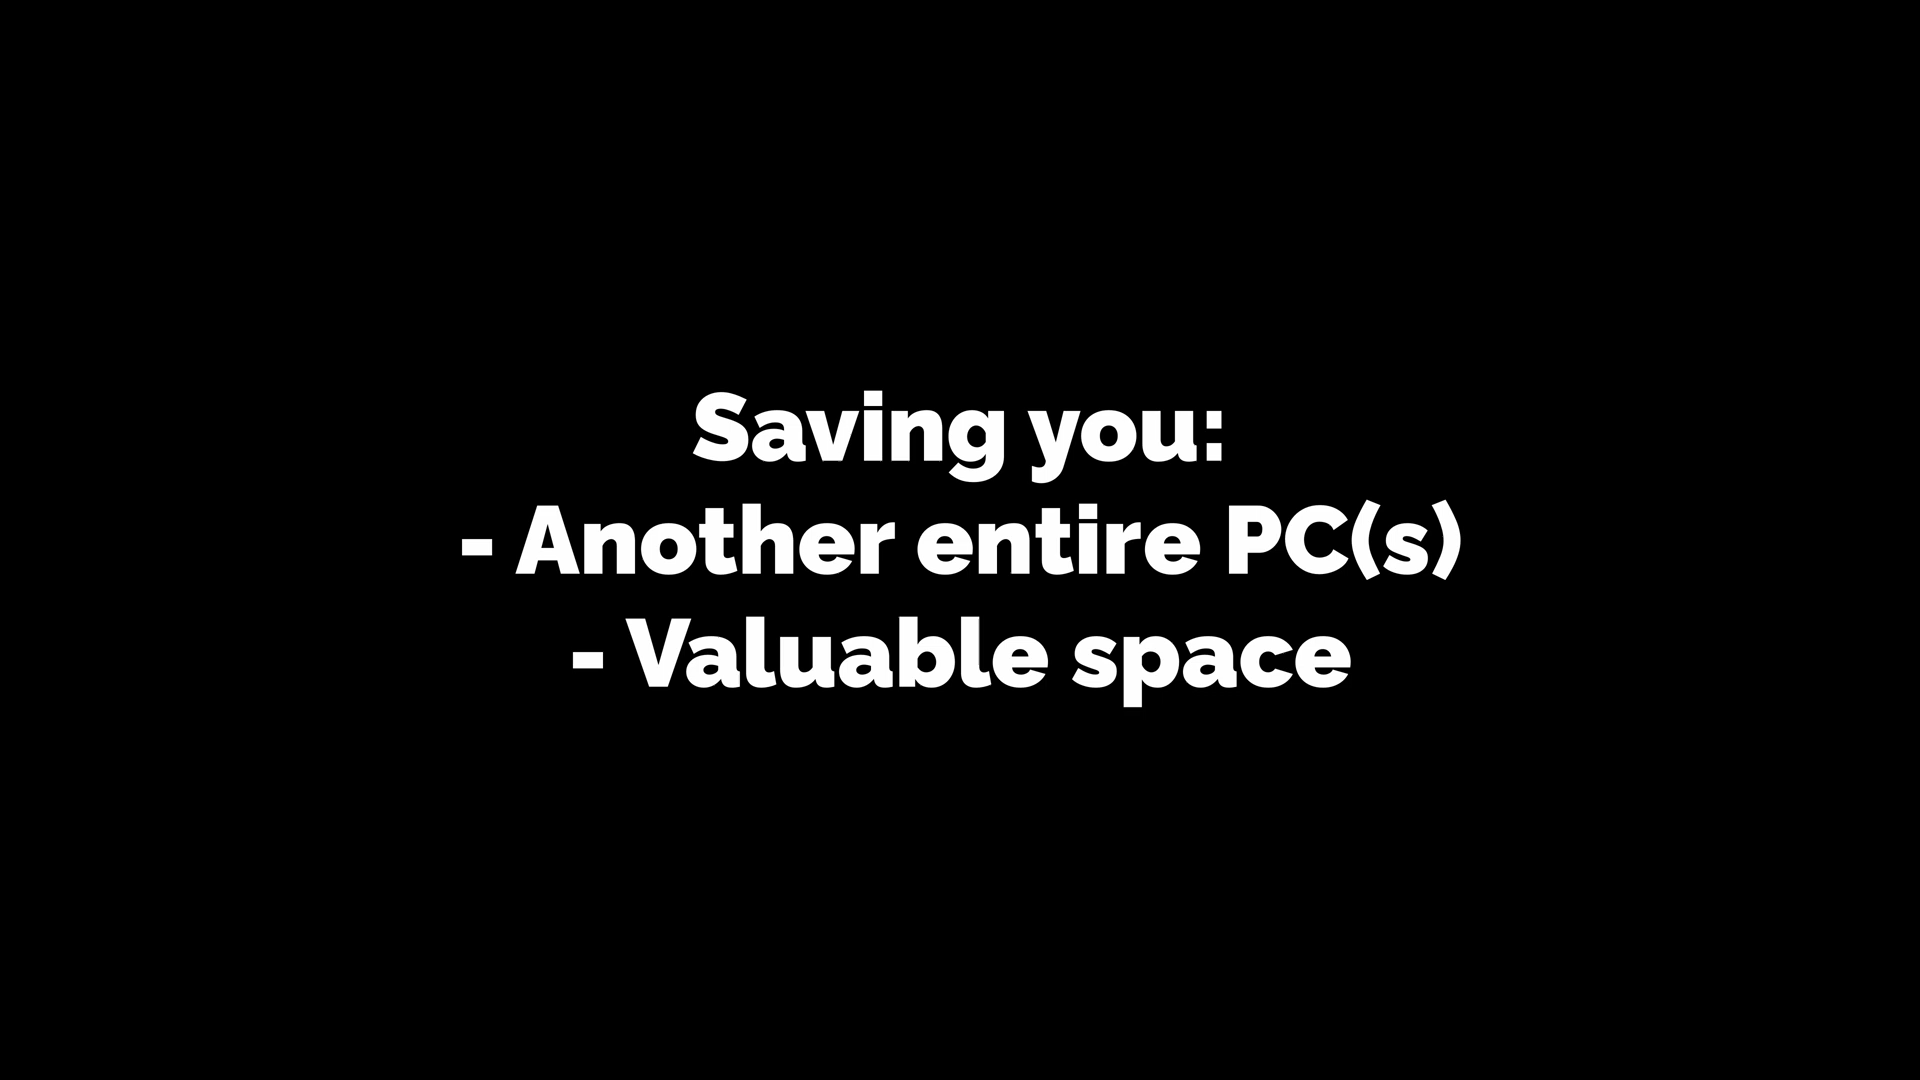 Saving you:
- Another entire PC(s)
- Valuable space